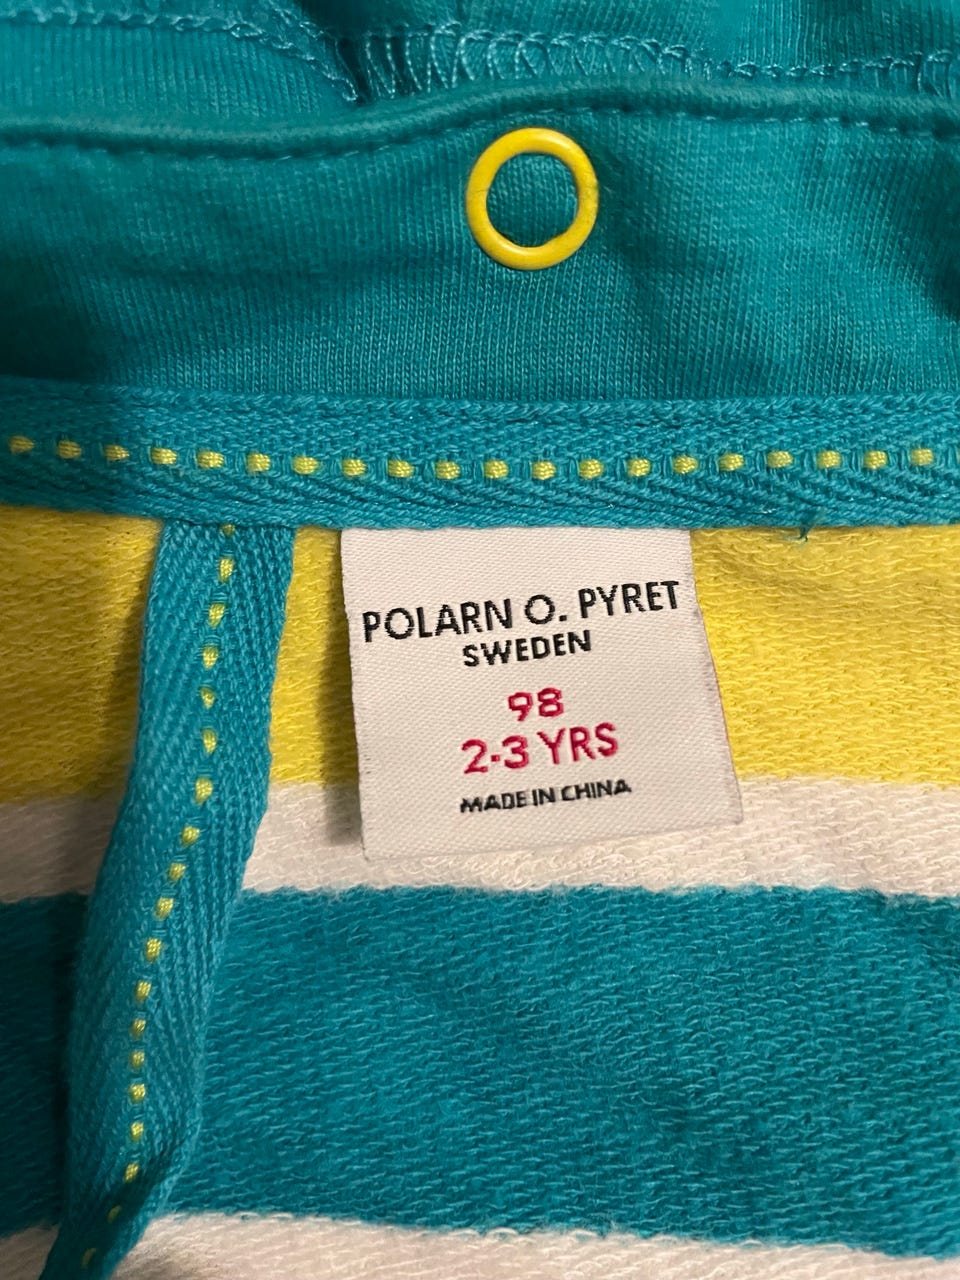 POLARN O. PYRET
SWEDEN
98
2-3 YRS
MADE IN CHINA